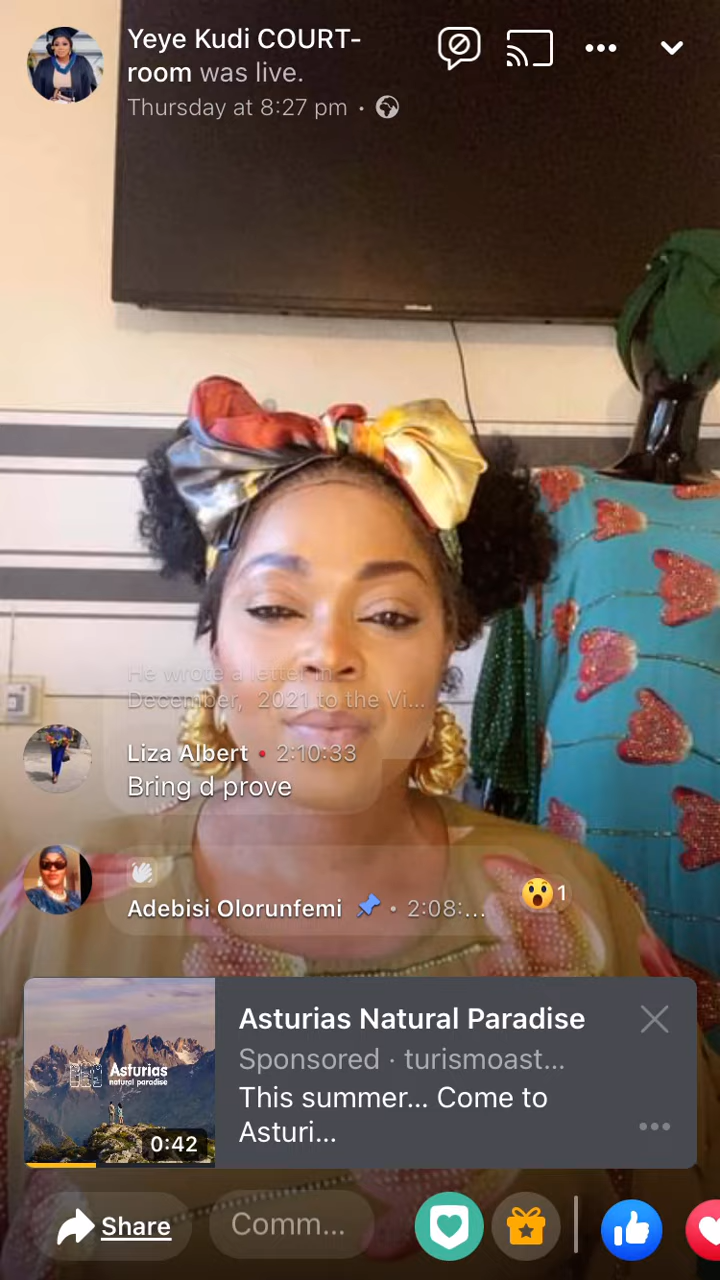 Yeye Kudi COURT-
room was live.
Thursday at 8:27 pm ·
He wrote a letter in
December, 2021 to the Vi...
Liza Albert • 2:10:33
Bring d prove
Adebisi Olorunfemi · 2:08:...
1
Asturias
natural paradise
0:42
Asturias Natural Paradise
Sponsored · turismoast...
This summer... Come to
Asturi...
Share
Comm...